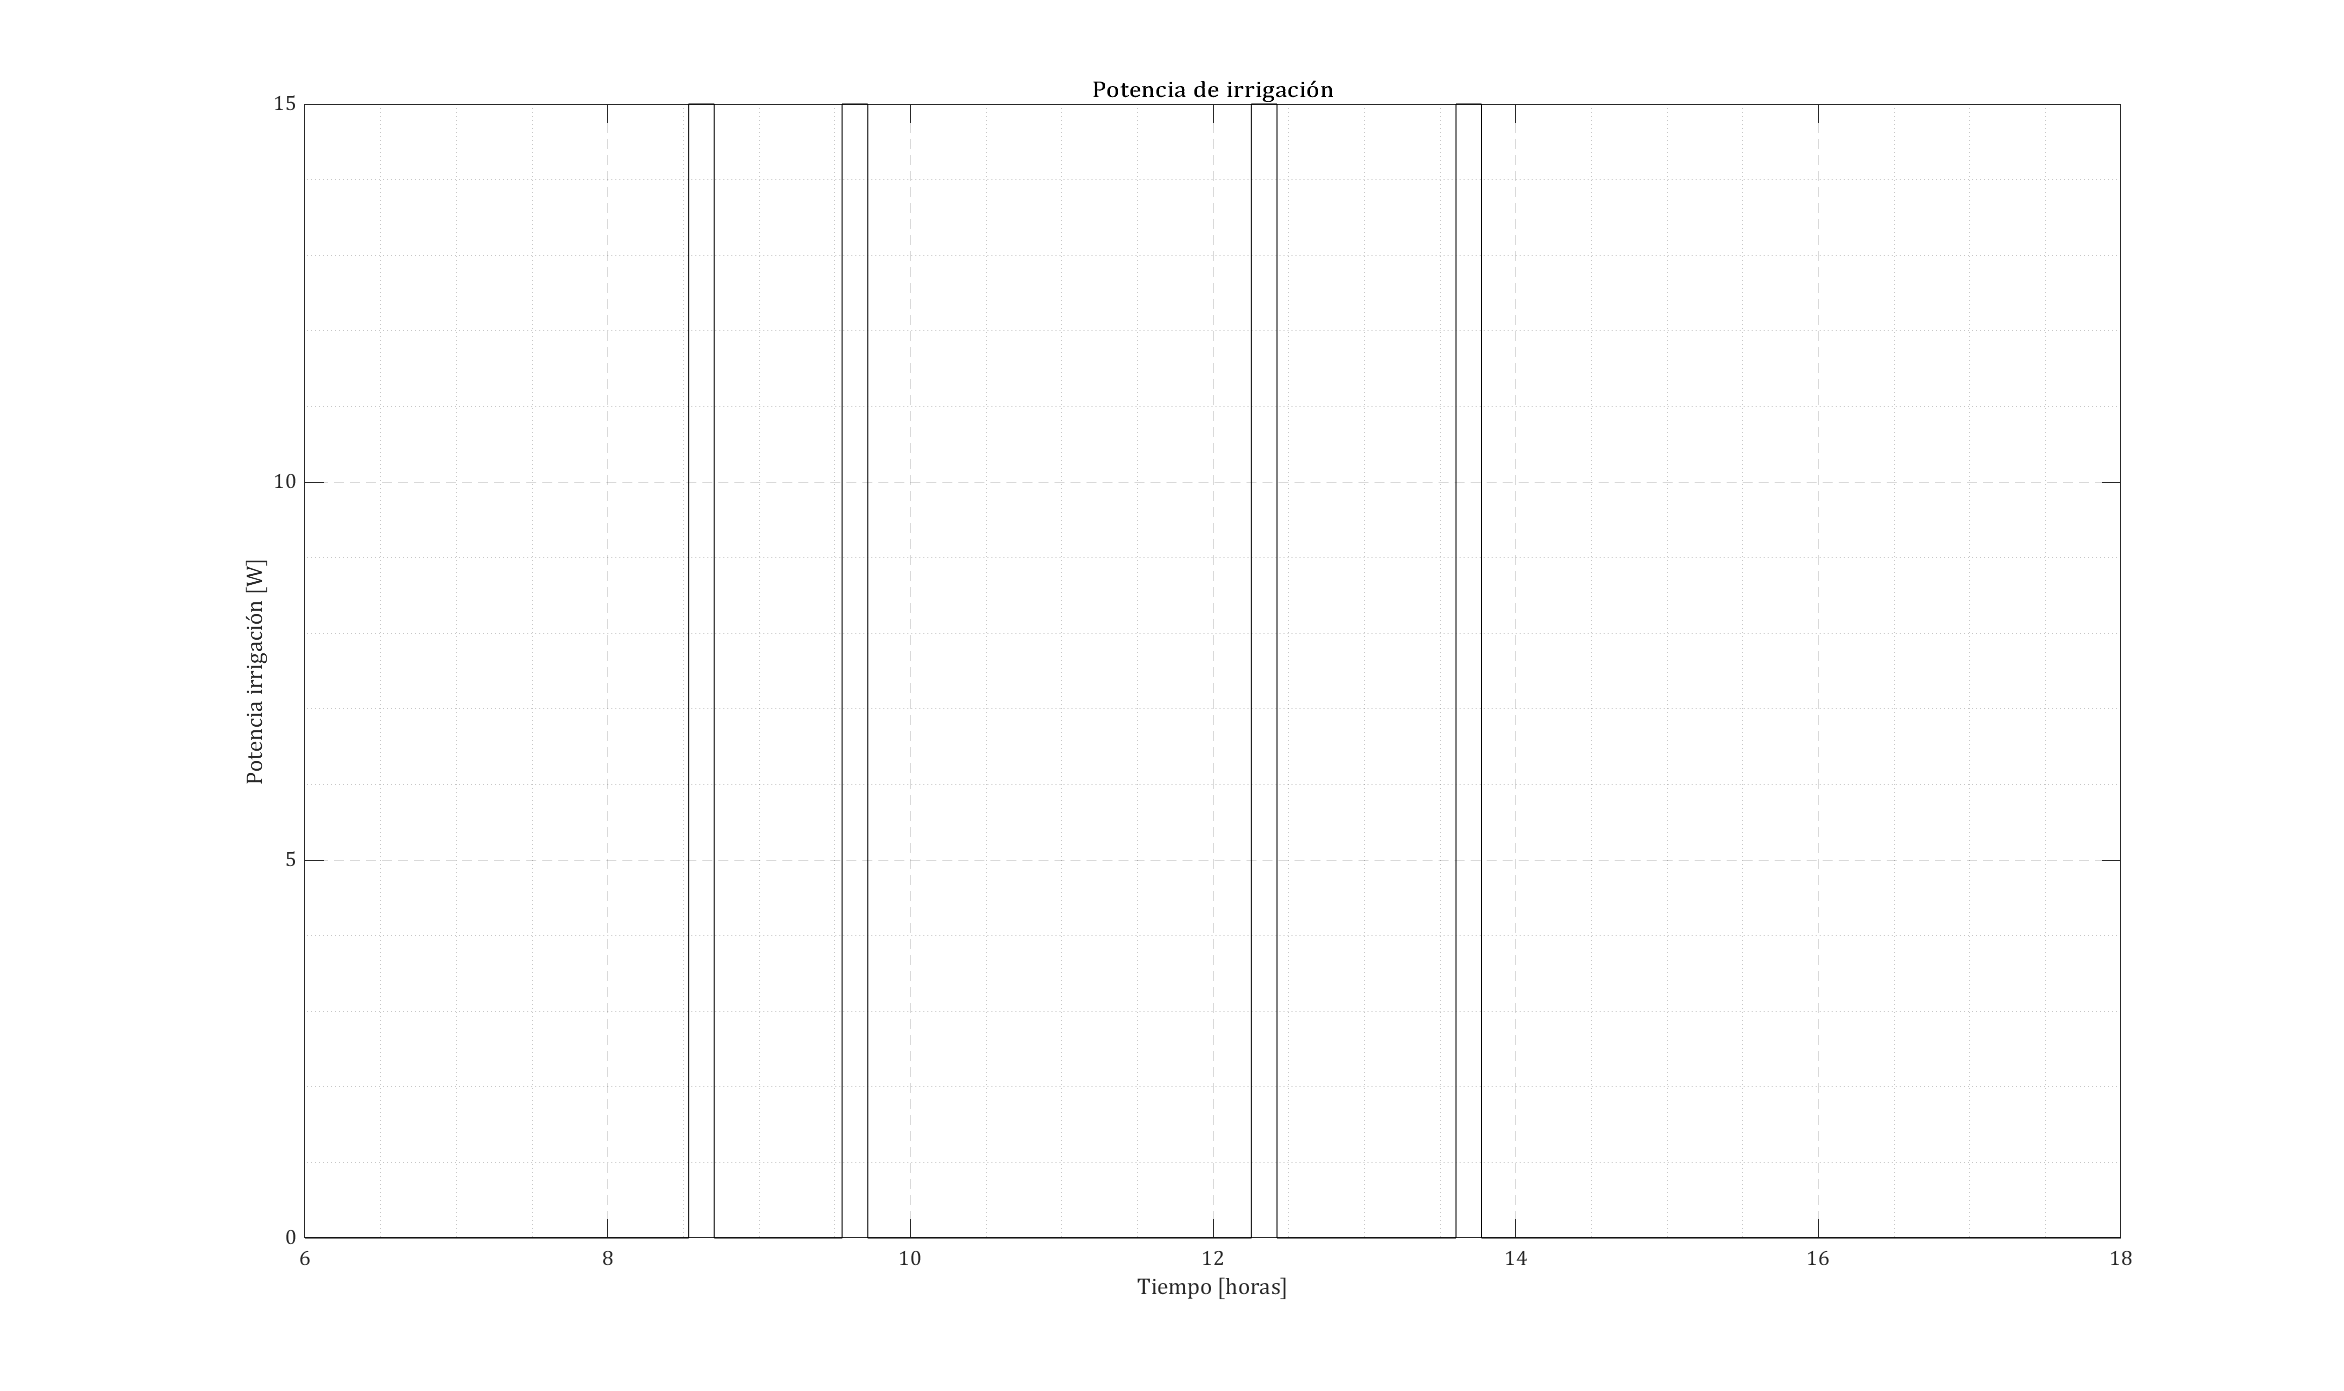 Potencia de irrigación
15
10
5
0
Potencia irrigación [W]
6 8 10 12 14 16 18
Tiempo [horas]